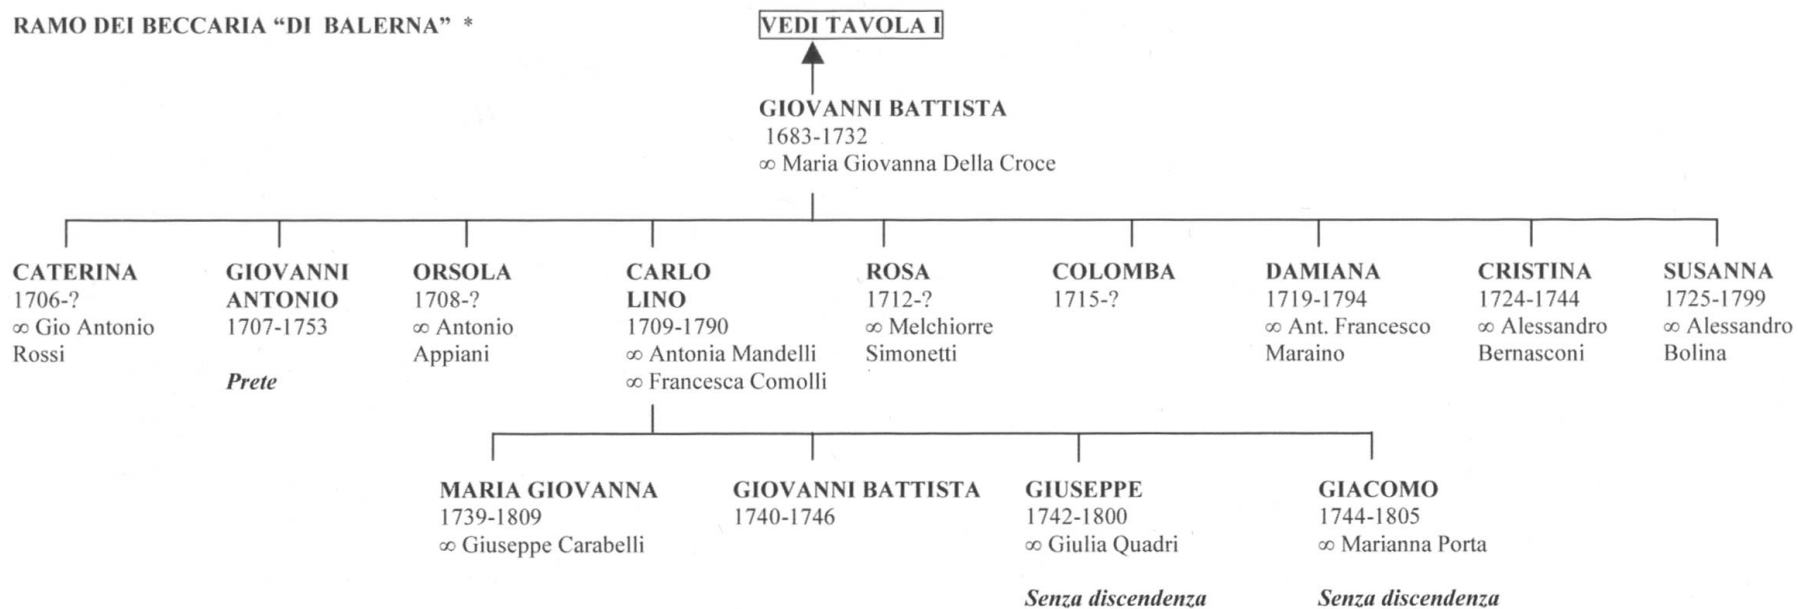 RAMO DEI BECCARIA “DI BALERNA” *
VEDI TAVOLA I
GIOVANNI BATTISTA
1683-1732
∞ Maria Giovanna Della Croce
CATERINA
1706-?
∞ Gio Antonio
Rossi
GIOVANNI
ANTONIO
1707-1753
Prete
ORSOLA
1708-?
∞ Antonio
Appiani
CARLO
LINO
1709-1790
∞ Antonia Mandelli
∞ Francesca Comolli
ROSA
1712-?
∞ Melchiorre
Simonetti
COLOMBA
1715-?
DAMIANA
1719-1794
∞ Ant. Francesco
Maraino
CRISTINA
1724-1744
∞ Alessandro
Bernasconi
SUSANNA
1725-1799
∞ Alessandro
Bolina
MARIA GIOVANNA
1739-1809
∞ Giuseppe Carabelli
GIOVANNI BATTISTA
1740-1746
GIUSEPPE
1742-1800
∞ Giulia Quadri
Senza discendenza
GIACOMO
1744-1805
∞ Marianna Porta
Senza discendenza